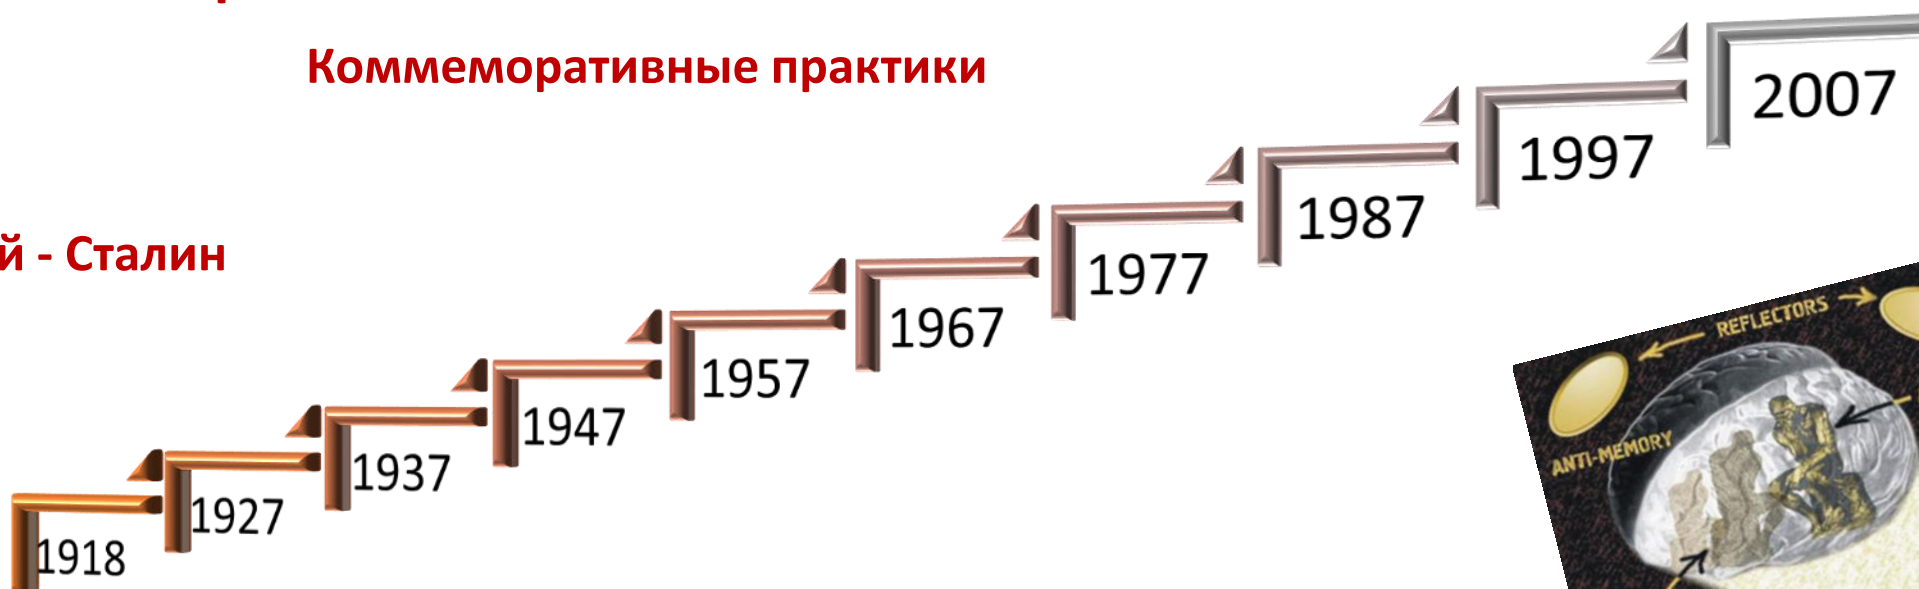 Коммеморативные практики
й - Сталин
1918
1927
1937
1947
1957
1967
1977
1987
1997
2007
REFLECTORS
ANTI-MEMORY